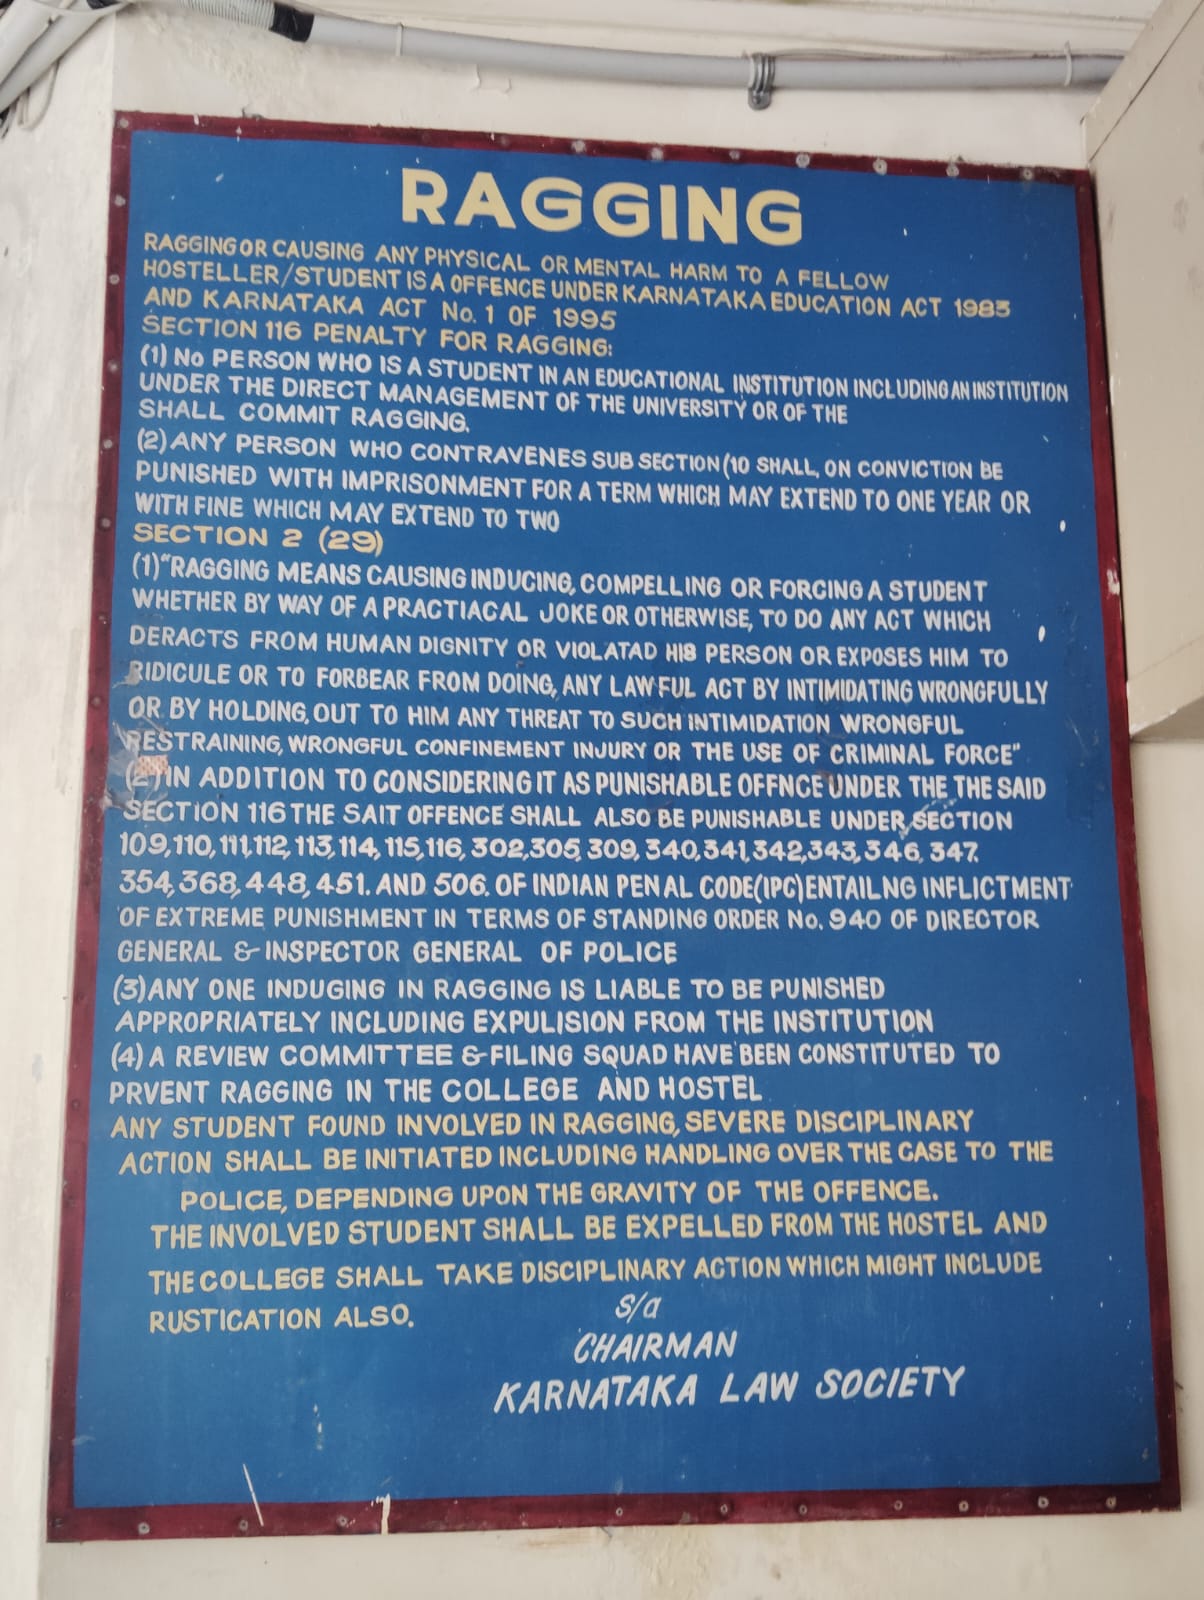 RAGGING
RAGGING OR CAUSING ANY PHYSICAL OR MENTAL HARM TO A FELLOW
HOSTELLER/STUDENT IS A OFFENCE UNDER KARNATAKA EDUCATION ACT 1983
AND KARNATAKA ACT No. 1 OF 1995
SECTION 116 PENALTY FOR RAGGING:
(1) No PERSON WHO IS A STUDENT IN AN EDUCATIONAL INSTITUTION INCLUDING AN INSTITUTION
UNDER THE DIRECT MANAGEMENT OF THE UNIVERSITY OR OF THE
SHALL COMMIT RAGGING.
(2) ANY PERSON WHO CONTRAVENES SUB SECTION (10 SHALL, ON CONVICTION BE
PUNISHED WITH IMPRISONMENT FOR A TERM WHICH MAY EXTEND TO ONE YEAR OR
WITH FINE WHICH MAY EXTEND TO TWO
SECTION 2 (29)
(1) "RAGGING MEANS CAUSING INDUCING, COMPELLING OR FORCING A STUDENT
WHETHER BY WAY OF A PRACTIACAL JOKE OR OTHERWISE, TO DO ANY ACT WHICH
DERACTS FROM HUMAN DIGNITY OR VIOLATAD HIS PERSON OR EXPOSES HIM TO
RIDICULE OR TO FORBEAR FROM DOING, ANY LAWFUL ACT BY INTIMIDATING WRONGFULLY
OR BY HOLDING, OUT TO HIM ANY THREAT TO SUCH INTIMIDATION WRONGFUL
RESTRAINING, WRONGFUL CONFINEMENT INJURY OR THE USE OF CRIMINAL FORCE"
(2) IN ADDITION TO CONSIDERING IT AS PUNISHABLE OFFNCE UNDER THE THE SAID
SECTION 116 THE SAIT OFFENCE SHALL ALSO BE PUNISHABLE UNDER SECTION
109, 110, 111, 112, 113, 114, 115, 116, 302, 305, 309, 340, 341, 342, 343, 346, 347.
354, 368, 448, 451. AND 506. OF INDIAN PENAL CODE (IPC) ENTAILNG INFLICTMENT
OF EXTREME PUNISHMENT IN TERMS OF STANDING ORDER No. 940 OF DIRECTOR
GENERAL & INSPECTOR GENERAL OF POLICE
(3) ANY ONE INDUGING IN RAGGING IS LIABLE TO BE PUNISHED
APPROPRIATELY INCLUDING EXPULISION FROM THE INSTITUTION
(4) A REVIEW COMMITTEE & FILING SQUAD HAVE BEEN CONSTITUTED TO
PRVENT RAGGING IN THE COLLEGE AND HOSTEL
ANY STUDENT FOUND INVOLVED IN RAGGING, SEVERE DISCIPLINARY
ACTION SHALL BE INITIATED INCLUDING HANDLING OVER THE CASE TO THE
POLICE, DEPENDING UPON THE GRAVITY OF THE OFFENCE.
THE INVOLVED STUDENT SHALL BE EXPELLED FROM THE HOSTEL AND
THE COLLEGE SHALL TAKE DISCIPLINARY ACTION WHICH MIGHT INCLUDE
RUSTICATION ALSO.
S/d
CHAIRMAN
KARNATAKA LAW SOCIETY